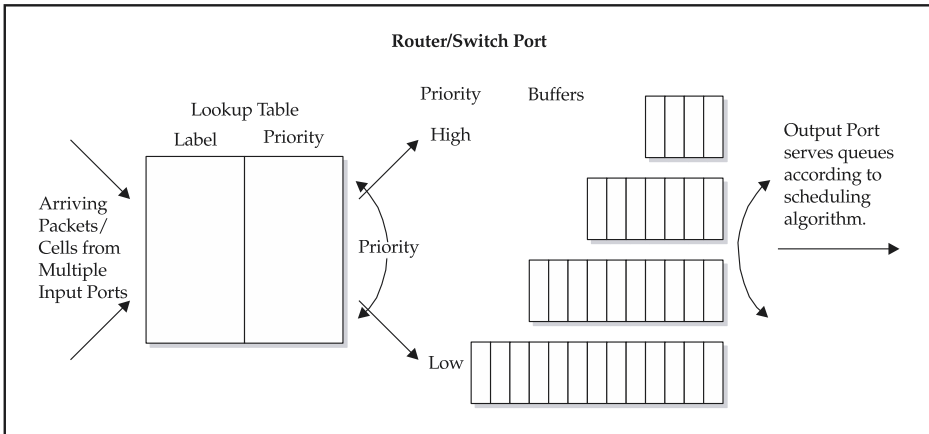 Router/Switch Port
Lookup Table
Label Priority
Arriving
Packets/
Cells from
Multiple
Input Ports
Priority
Priority Buffers
High
Low
Output Port
serves queues
according to
scheduling
algorithm.